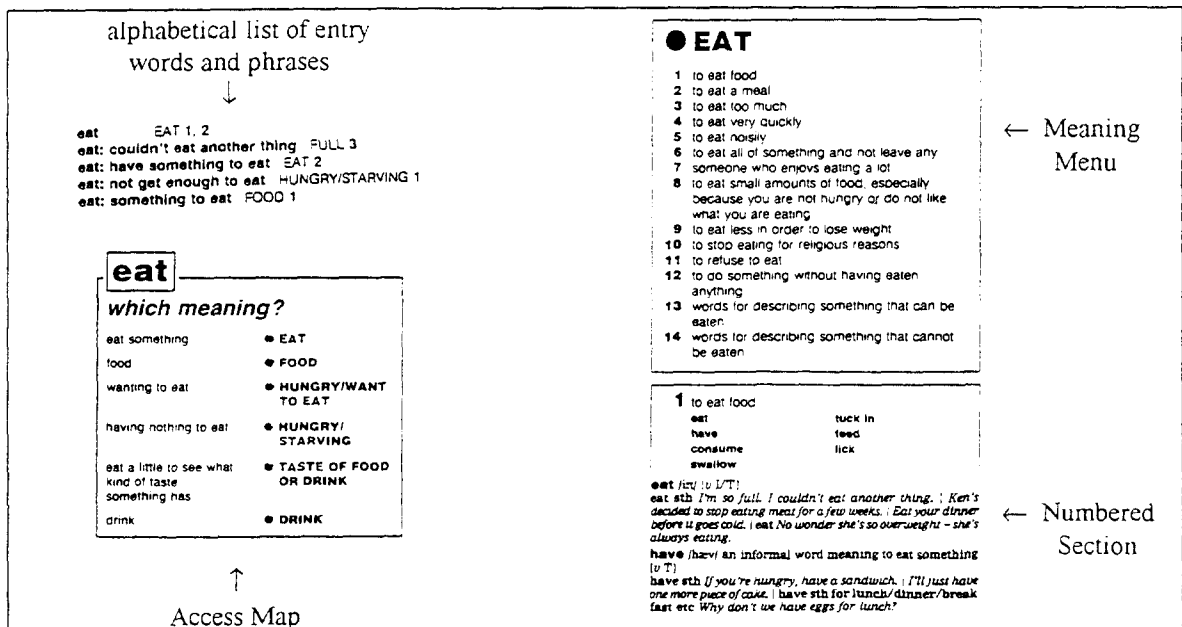 alphabetical list of entry
words and phrases
↓
eat EAT 1, 2
eat: couldn't eat another thing FULL 3
eat: have something to eat EAT 2
eat: not get enough to eat HUNGRY/STARVING 1
eat: something to eat FOOD 1
eat
which meaning?
eat something ● EAT
food ● FOOD
wanting to eat ● HUNGRY/WANT
TO EAT
having nothing to eat ● HUNGRY/
STARVING
eat a little to see what ● TASTE OF FOOD
kind of taste OR DRINK
something has
drink ● DRINK
↑
Access Map
● EAT
1 to eat food
2 to eat a meal
3 to eat too much
4 to eat very quickly
5 to eat noisily
6 to eat all of something and not leave any
7 someone who enjoys eating a lot
8 to eat small amounts of food, especially
because you are not hungry or do not like
what you are eating
9 to eat less in order to lose weight
10 to stop eating for religious reasons
11 to refuse to eat
12 to do something without having eaten
anything
13 words for describing something that can be
eaten
14 words for describing something that cannot
be eaten
← Meaning
Menu
1 to eat food
eat tuck in
have feed
consume lick
swallow
eat /iːt/ [v I/T]
eat sth I'm so full. I couldn't eat another thing. | Ken's
decided to stop eating meat for a few weeks. | Eat your dinner
before it goes cold. | eat No wonder she's so overweight – she's
always eating.
have /hæv/ an informal word meaning to eat something
[v T]
have sth If you're hungry, have a sandwich. | I'll just have
one more piece of cake. | have sth for lunch/dinner/break
fast etc Why don't we have eggs for lunch?
← Numbered
Section